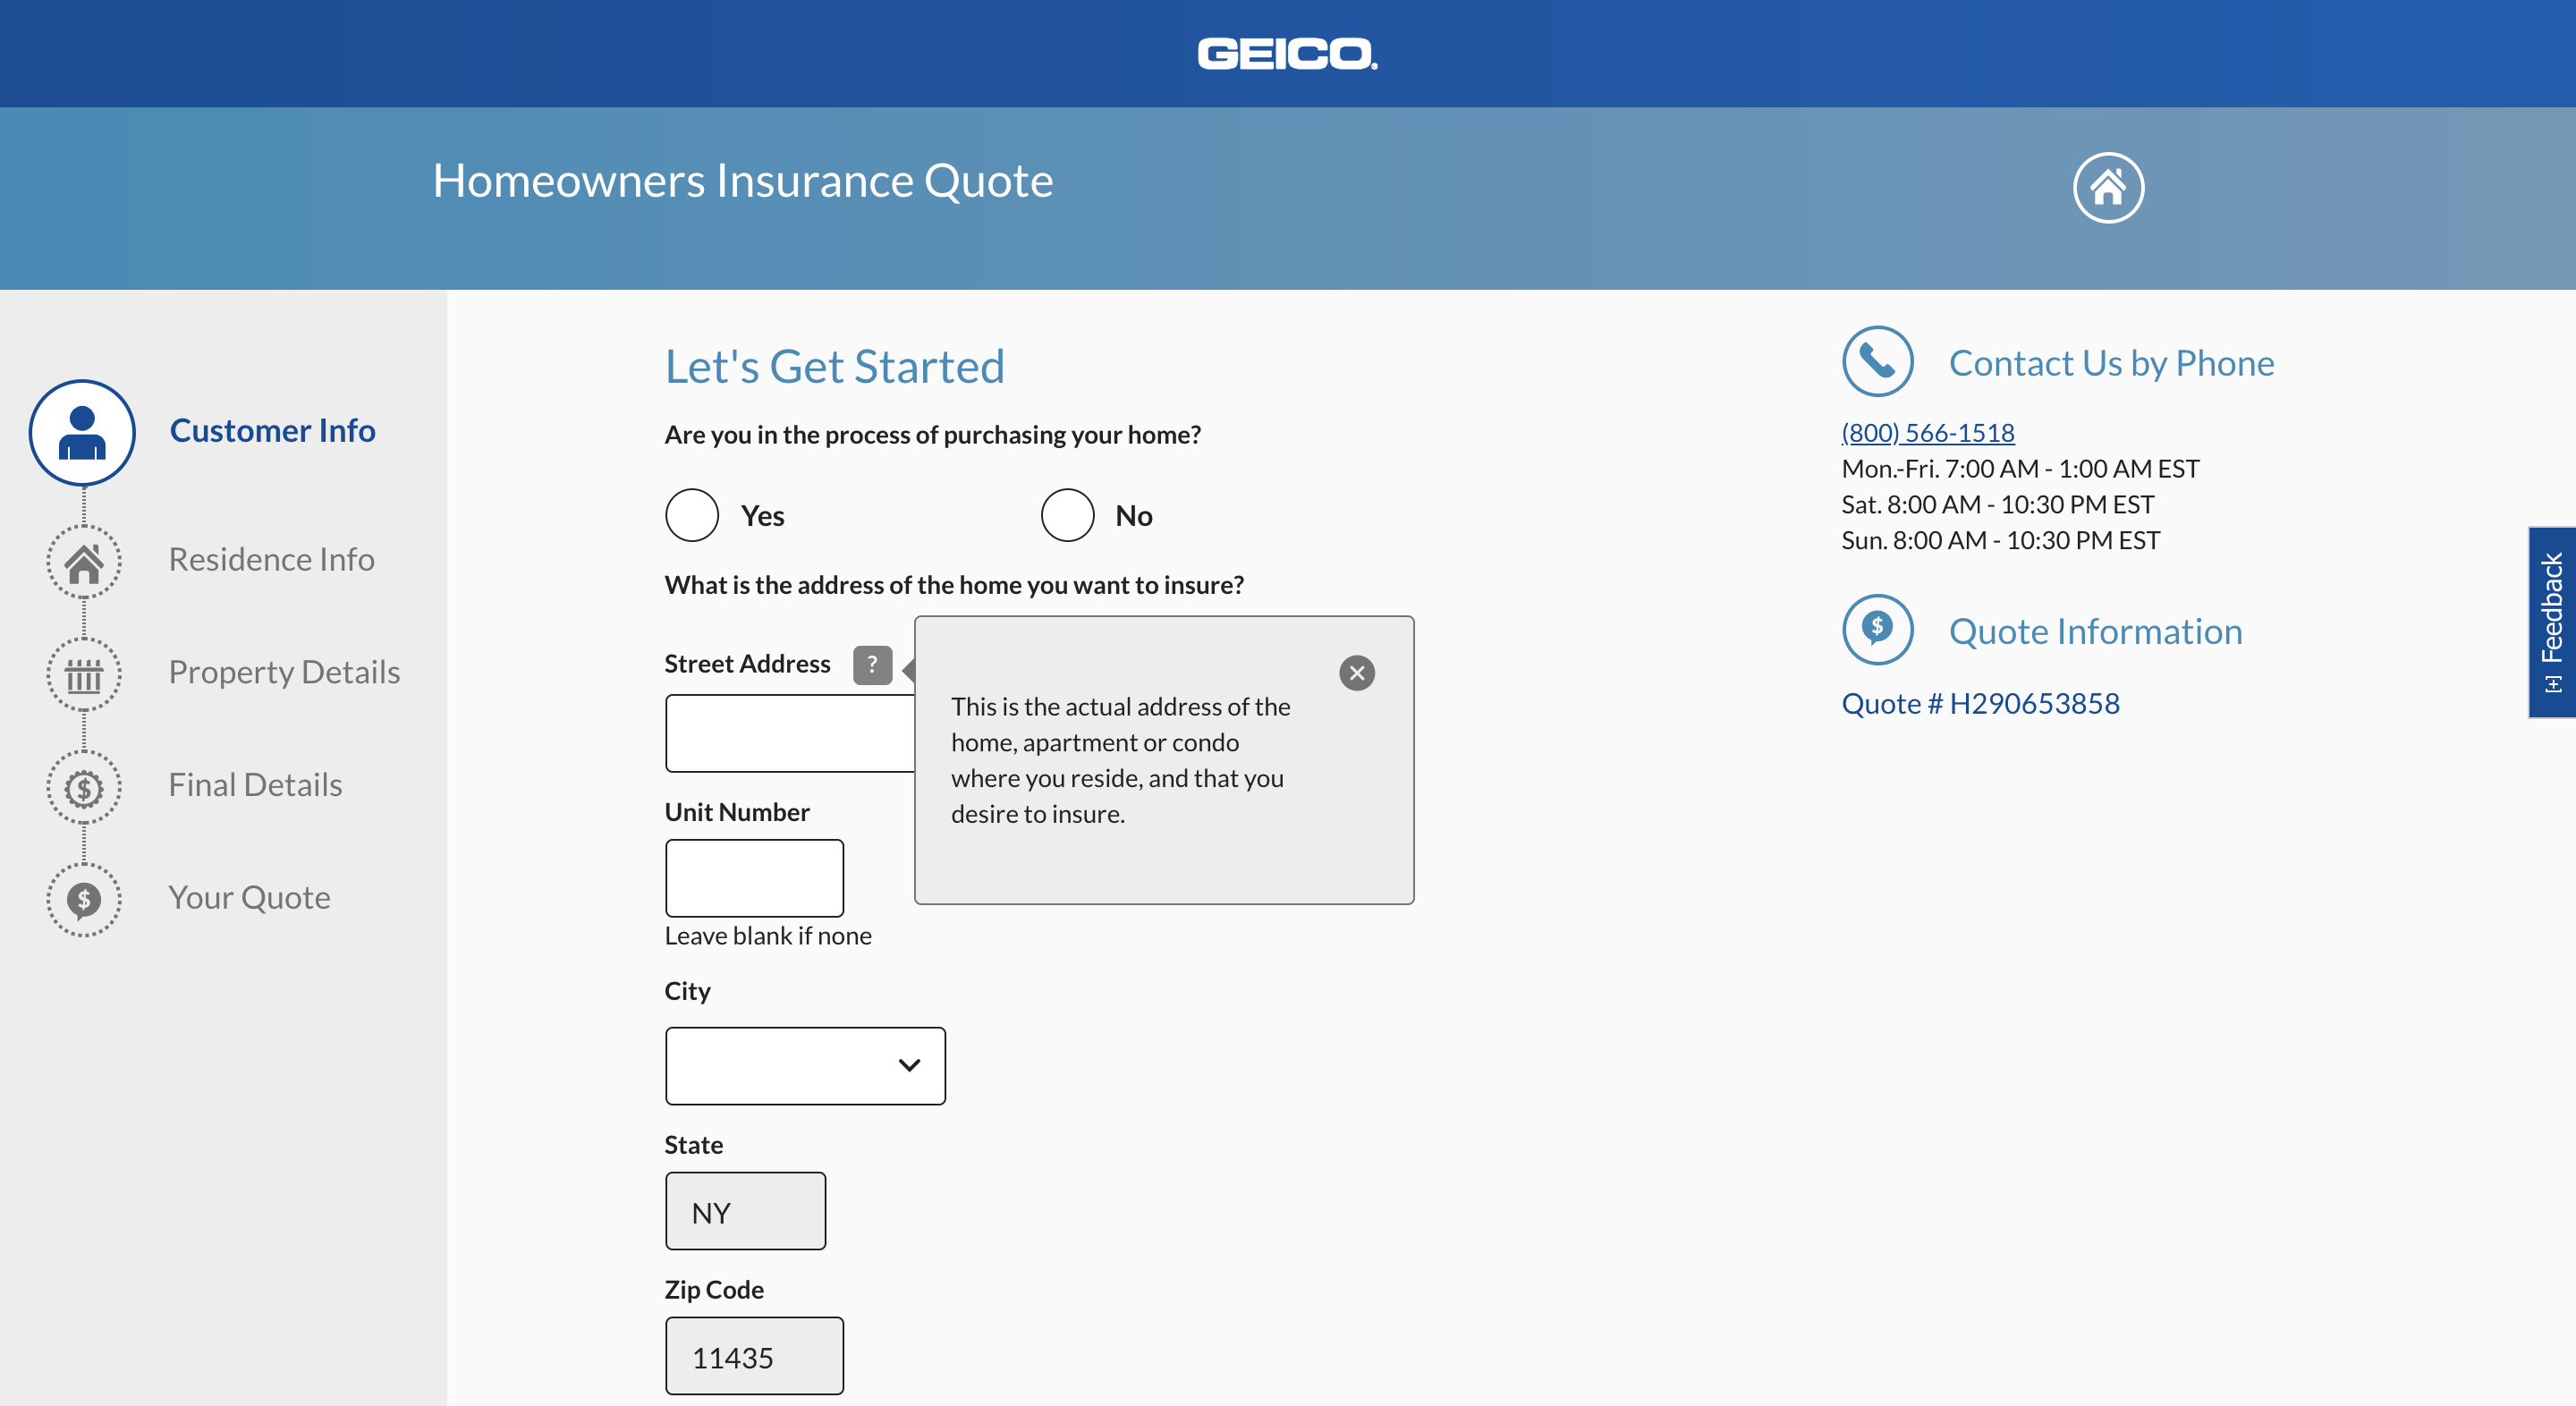 GEICO.
Homeowners Insurance Quote
Customer Info
Residence Info
Property Details
Final Details
Your Quote
Let's Get Started
Are you in the process of purchasing your home?
Yes
No
What is the address of the home you want to insure?
Street Address ?
This is the actual address of the
home, apartment or condo
where you reside, and that you
desire to insure.
Unit Number
Leave blank if none
City
State
NY
Zip Code
11435
Contact Us by Phone
(800) 566-1518
Mon.-Fri. 7:00 AM - 1:00 AM EST
Sat. 8:00 AM - 10:30 PM EST
Sun. 8:00 AM - 10:30 PM EST
Quote Information
Quote # H290653858
[+] Feedback